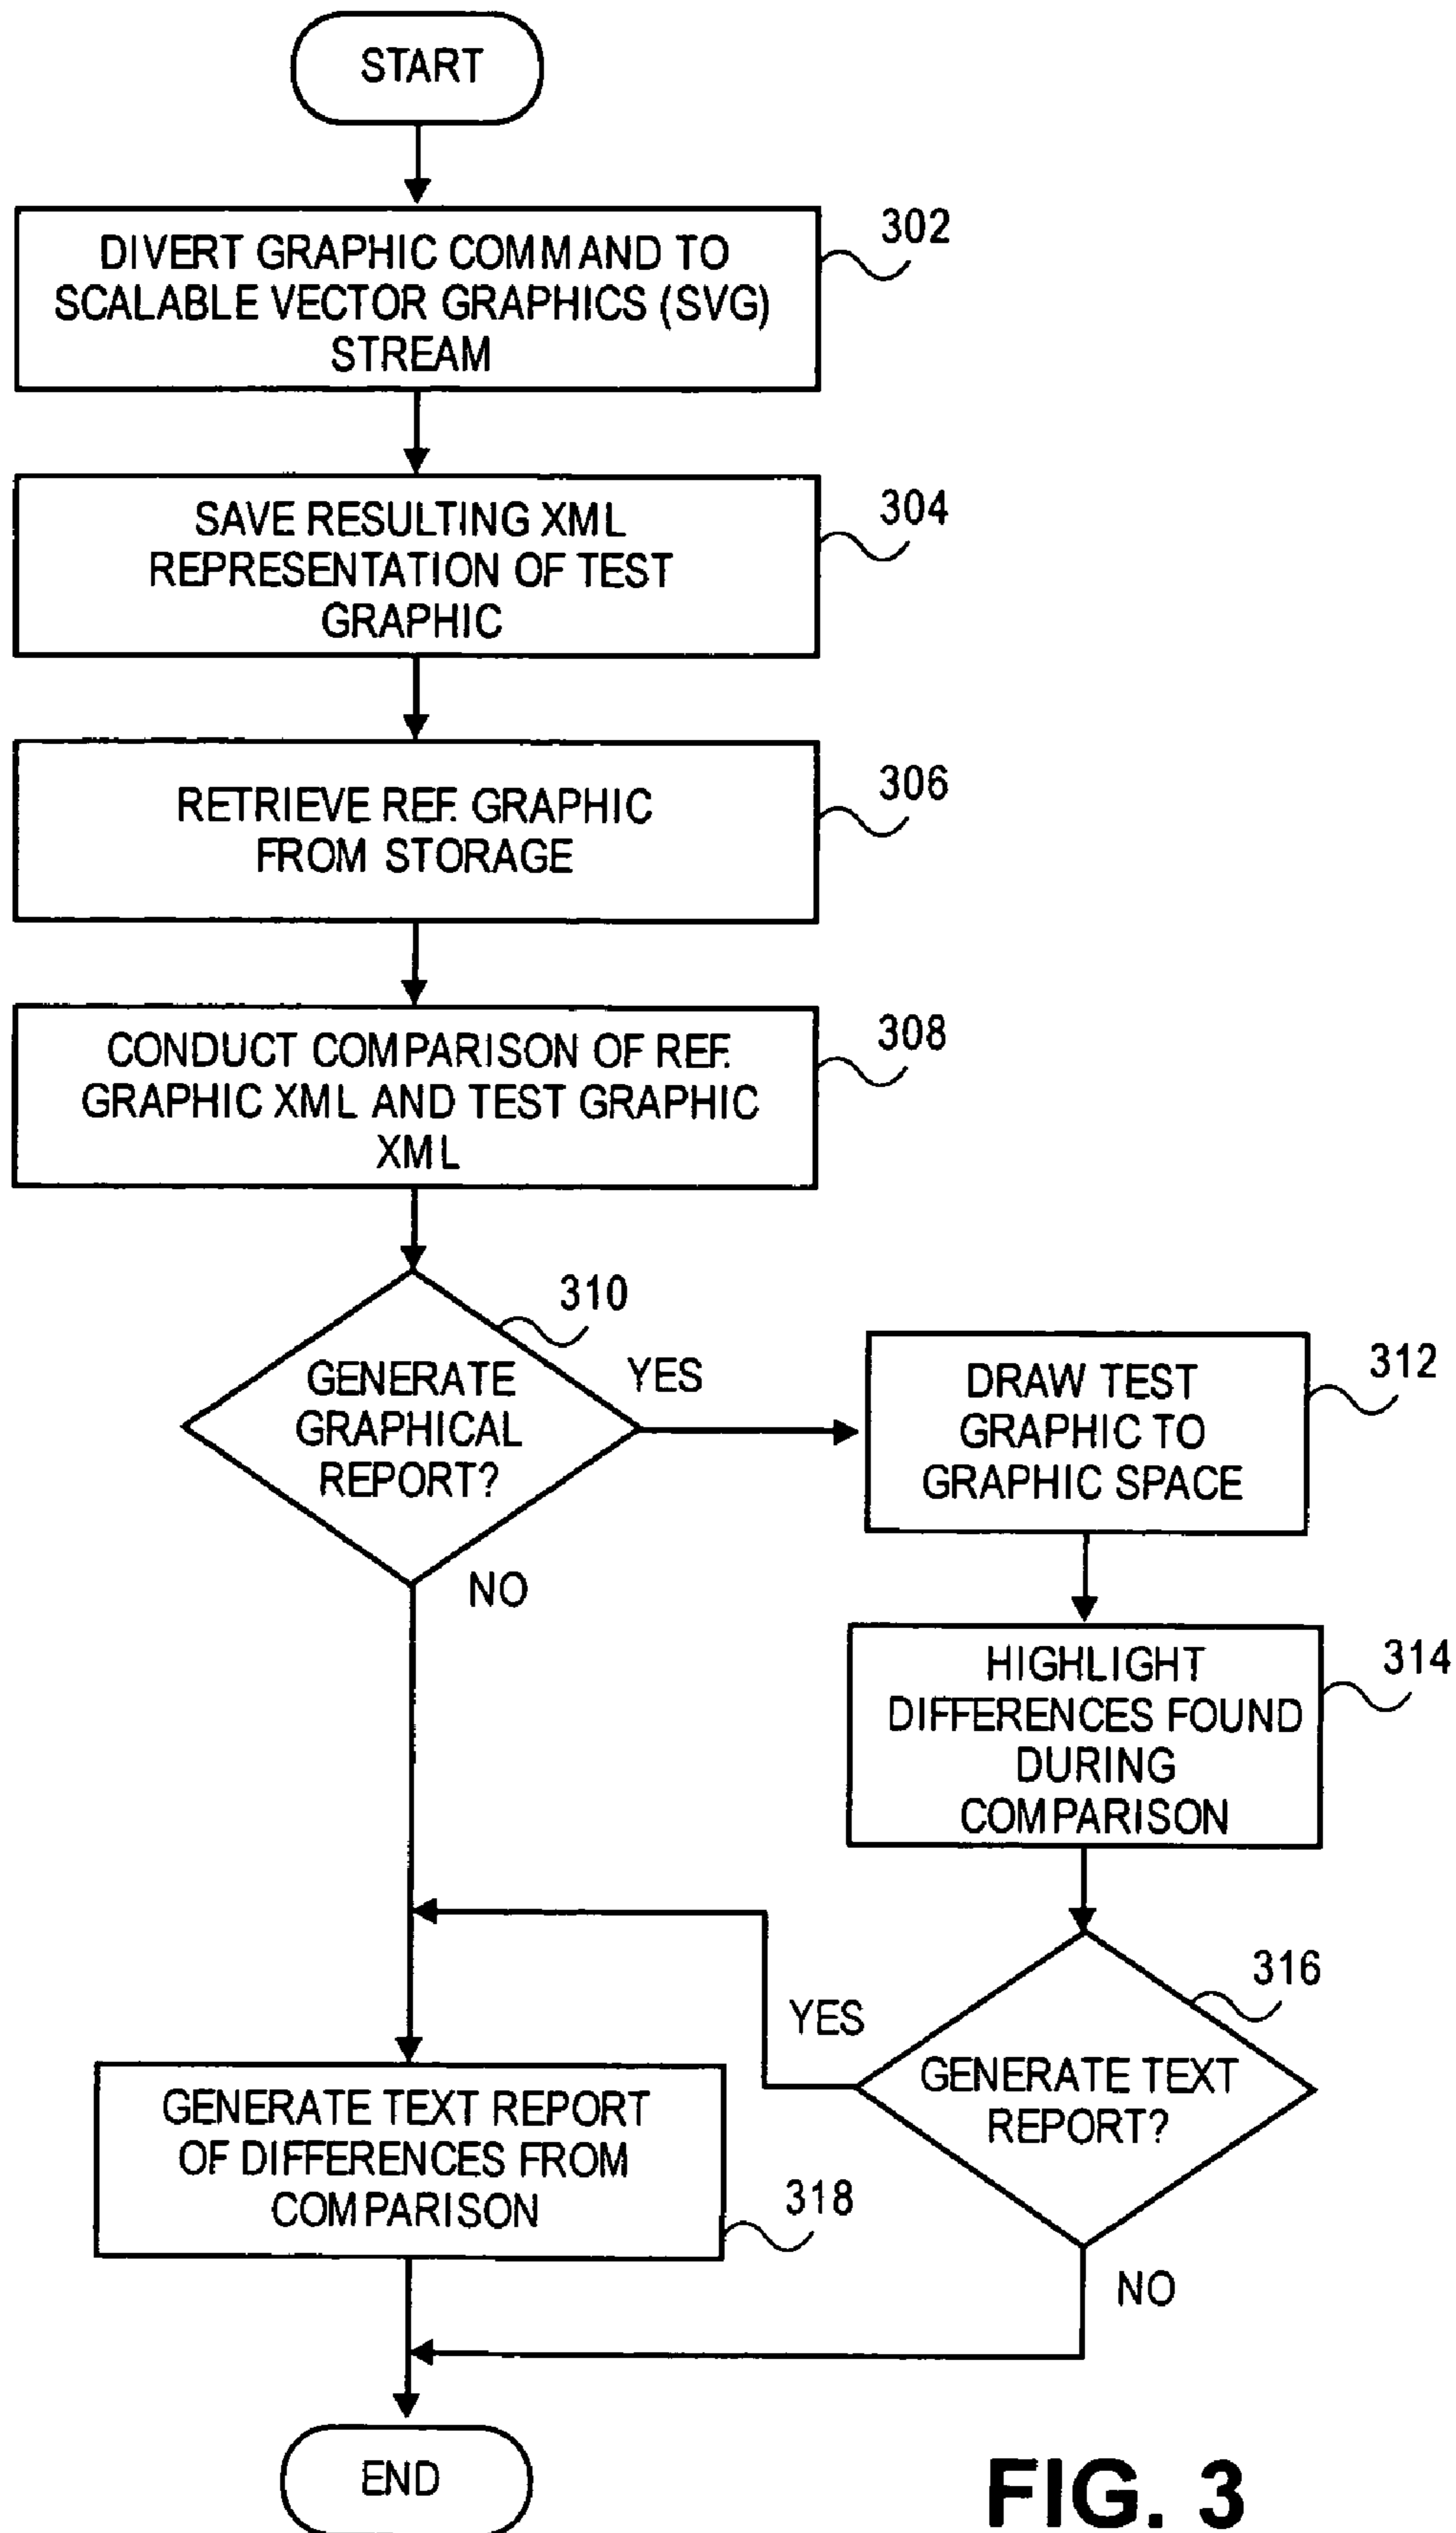 START
302
DIVERT GRAPHIC COMMAND TO
SCALABLE VECTOR GRAPHICS (SVG)
STREAM
304
SAVE RESULTING XML
REPRESENTATION OF TEST
GRAPHIC
306
RETRIEVE REF. GRAPHIC
FROM STORAGE
308
CONDUCT COMPARISON OF REF.
GRAPHIC XML AND TEST GRAPHIC
XML
310
GENERATE
GRAPHICAL
REPORT?
YES
NO
312
DRAW TEST
GRAPHIC TO
GRAPHIC SPACE
314
HIGHLIGHT
DIFFERENCES FOUND
DURING
COMPARISON
316
GENERATE TEXT
REPORT?
YES
NO
GENERATE TEXT REPORT
OF DIFFERENCES FROM
COMPARISON
318
END
FIG. 3